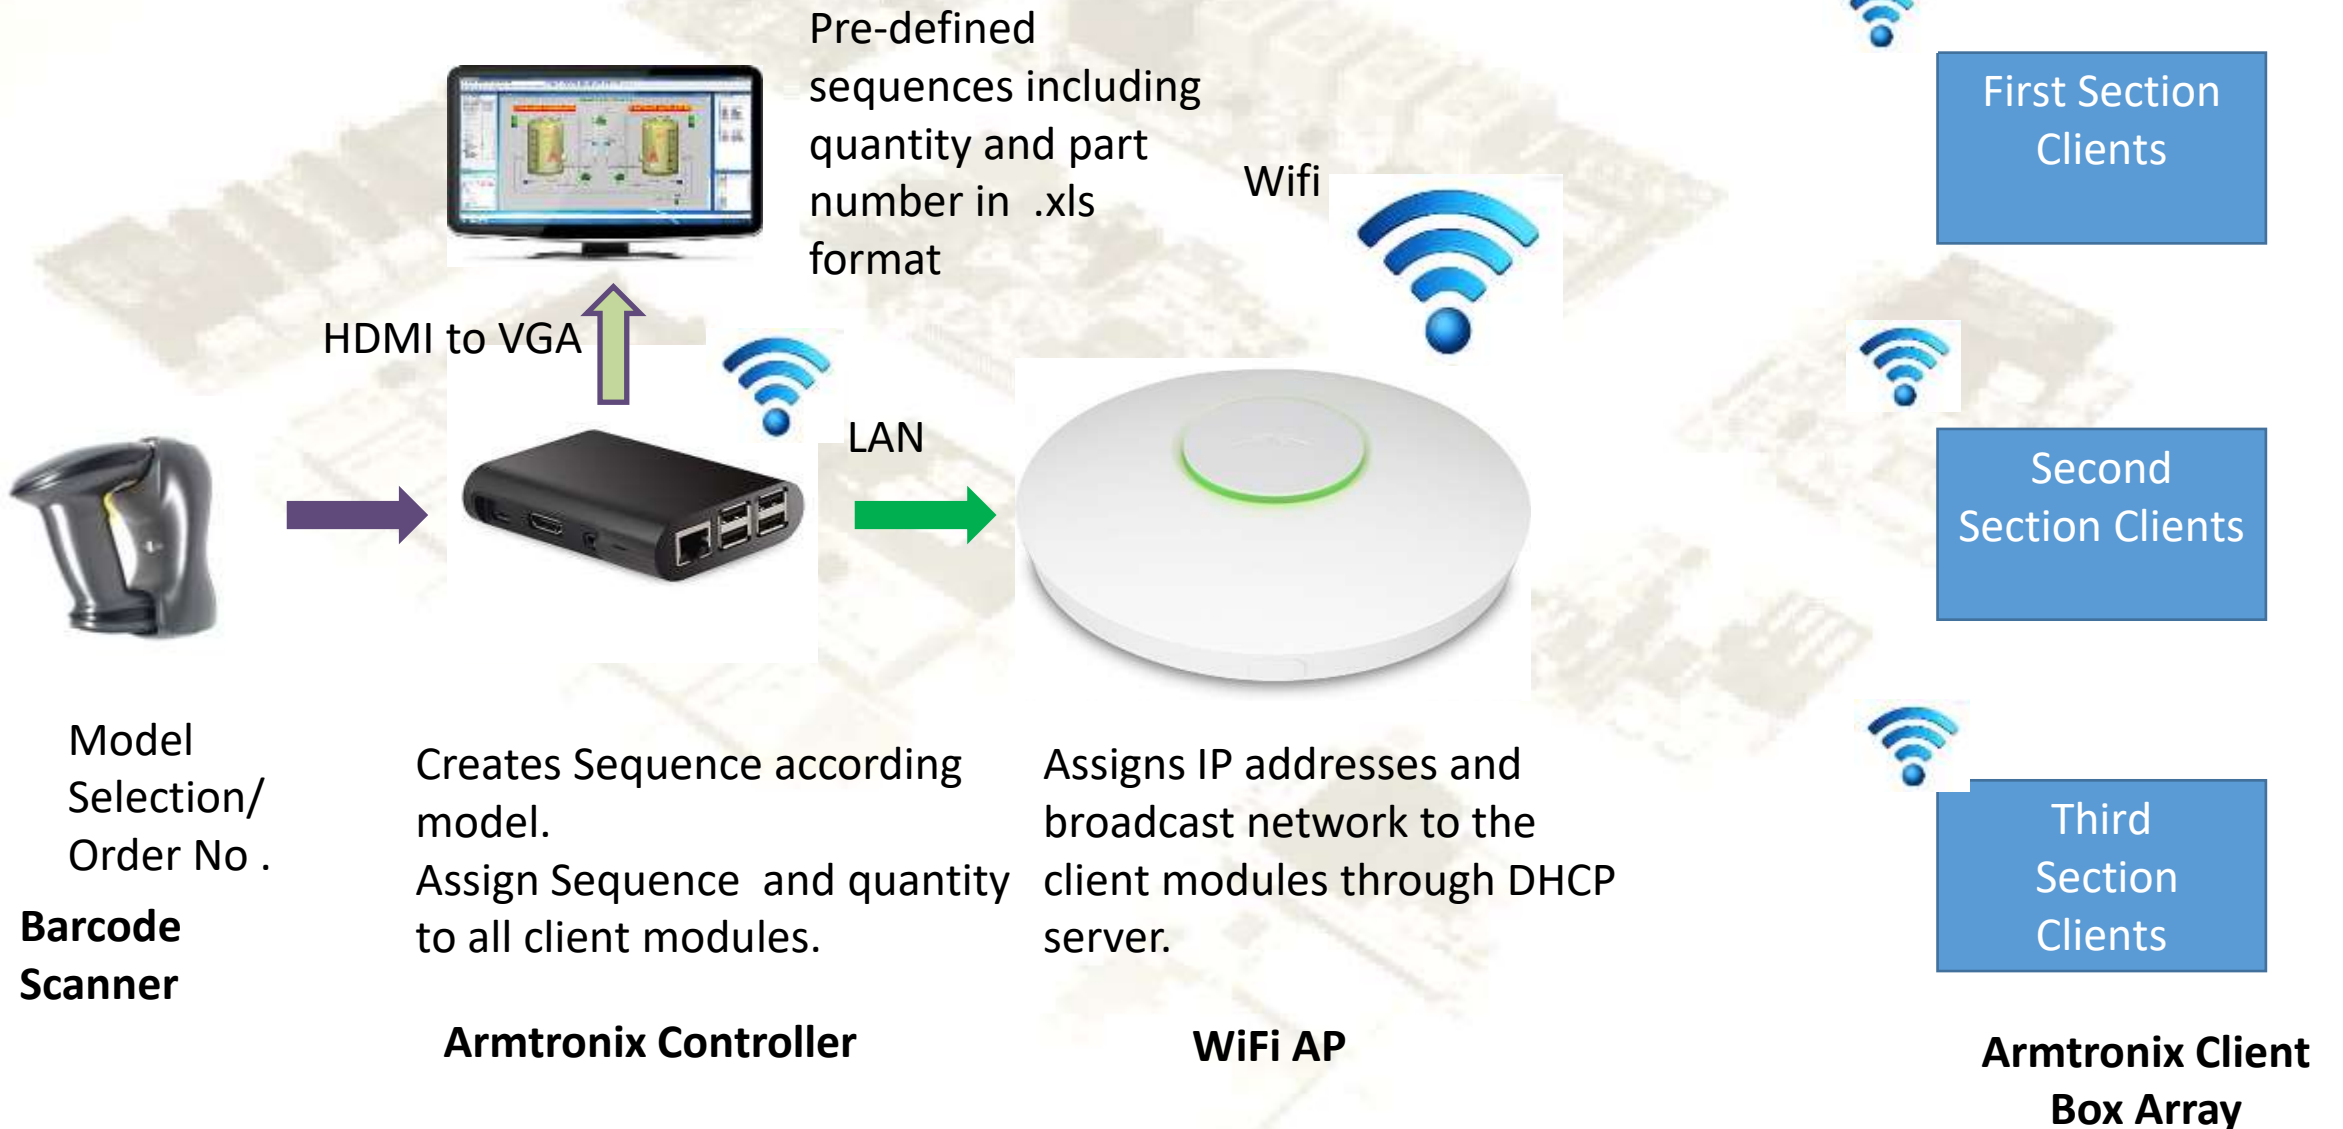 Pre-defined
sequences including
quantity and part
number in .xls
format
Wifi
HDMI to VGA
LAN
First Section
Clients
Second
Section Clients
Third
Section
Clients
Model
Selection/
Order No .
Barcode
Scanner
Creates Sequence according
model.
Assign Sequence and quantity
to all client modules.
Armtronix Controller
Assigns IP addresses and
broadcast network to the
client modules through DHCP
server.
WiFi AP
Armtronix Client
Box Array